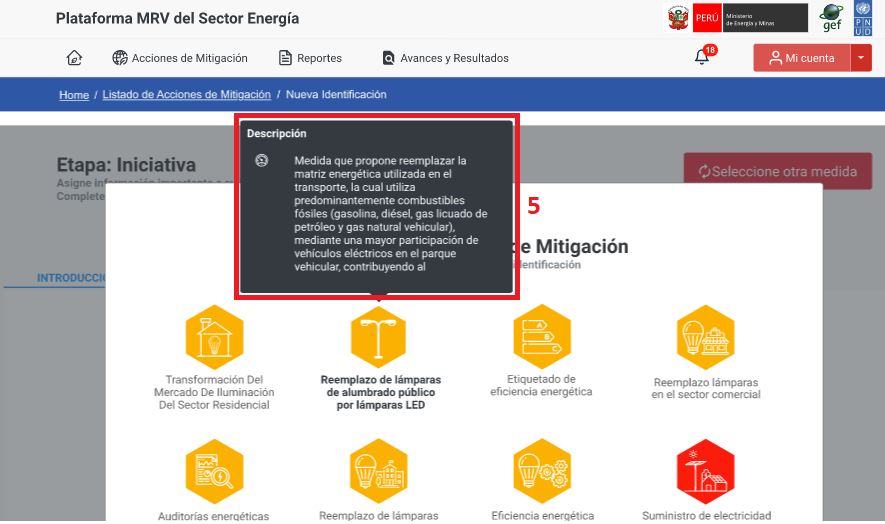 Plataforma MRV del Sector Energía
PERÚ
Ministerio
de Energía y Minas
gef
PN
UD
Acciones de Mitigación
Reportes
Avances y Resultados
18
Mi cuenta
Home / Listado de Acciones de Mitigación / Nueva Identificación
Descripción
Medida que propone reemplazar la
matriz energética utilizada en el
transporte, la cual utiliza
predominantemente combustibles
fósiles (gasolina, diésel, gas licuado de
petróleo y gas natural vehicular),
mediante una mayor participación de
vehículos eléctricos en el parque
vehicular, contribuyendo al
5
Etapa: Iniciativa
Asigne información importante
Complete
Seleccione otra medida
de Mitigación
identificación
INTRODUCCI
A
B
C
Transformación Del
Mercado De Iluminación
Del Sector Residencial
Reemplazo de lámparas
de alumbrado público
por lámparas LED
Etiquetado de
eficiencia energética
Reemplazo lámparas
en el sector comercial
Auditorías energéticas
Reemplazo de lámparas
Eficiencia energética
Suministro de electricidad